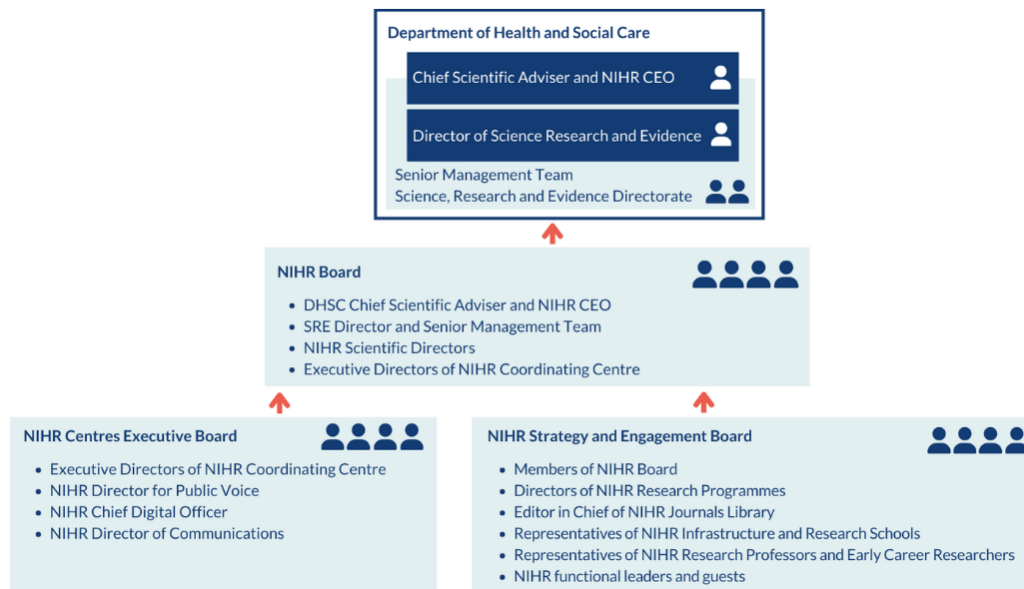 Department of Health and Social Care
Chief Scientific Adviser and NIHR CEO
Director of Science Research and Evidence
Senior Management Team
Science, Research and Evidence Directorate
NIHR Board
• DHSC Chief Scientific Adviser and NIHR CEO
• SRE Director and Senior Management Team
• NIHR Scientific Directors
• Executive Directors of NIHR Coordinating Centre
NIHR Centres Executive Board
• Executive Directors of NIHR Coordinating Centre
• NIHR Director for Public Voice
• NIHR Chief Digital Officer
• NIHR Director of Communications
NIHR Strategy and Engagement Board
• Members of NIHR Board
• Directors of NIHR Research Programmes
• Editor in Chief of NIHR Journals Library
• Representatives of NIHR Infrastructure and Research Schools
• Representatives of NIHR Research Professors and Early Career Researchers
• NIHR functional leaders and guests